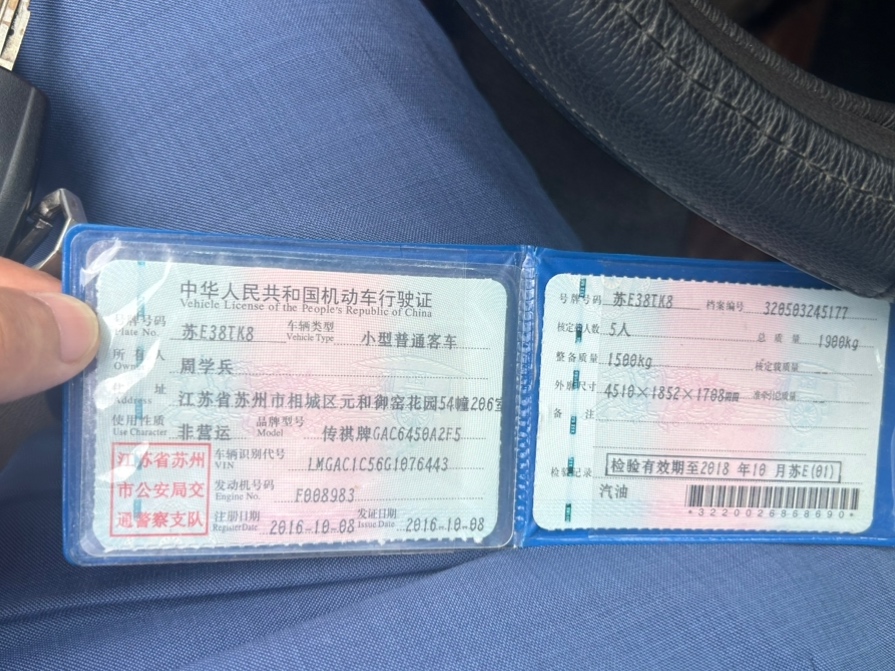 中华人民共和国机动车行驶证
Vehicle License of the People's Republic of China
号牌号码 苏E38TK8 车辆类型 小型普通客车
Plate No. Vehicle Type
所有人 周学兵
Owner
住址 江苏省苏州市相城区元和御窑花园54幢206室
Address
使用性质 非营运 品牌型号 传祺牌GAC6450A2F5
Use Character Model
江苏省苏州
市公安局交
通警察支队
车辆识别代号 LMGAC1C56G1076443
VIN
发动机号码 F008983
Engine No.
注册日期 2016-10-08 发证日期 2016-10-08
Register Date Issue Date
号牌号码 苏E38TK8 档案编号 320503245177
核定载人数 5人 总质量 1900kg
整备质量 1500kg 核定载质量
外廓尺寸 4510×1852×1708
备注
检验记录 检验有效期至2018 年10 月苏E(01)
汽油